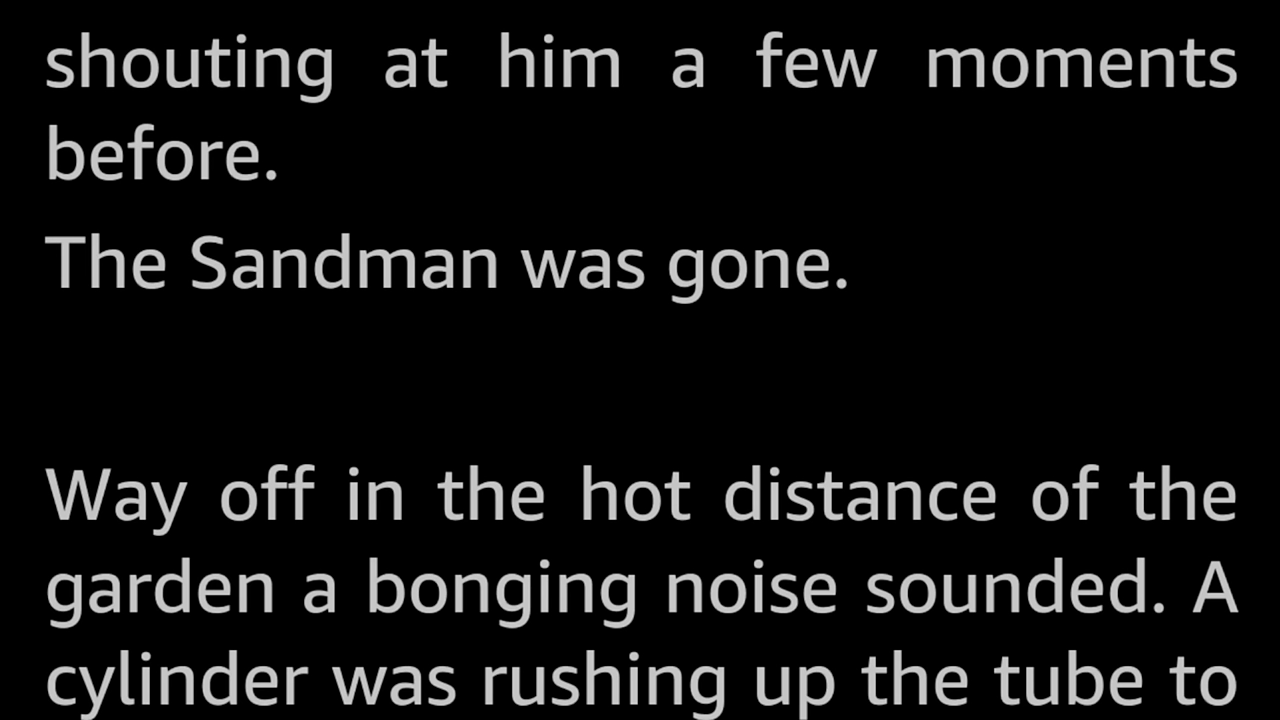 shouting at him a few moments
before.
The Sandman was gone.
Way off in the hot distance of the
garden a bonging noise sounded. A
cylinder was rushing up the tube to